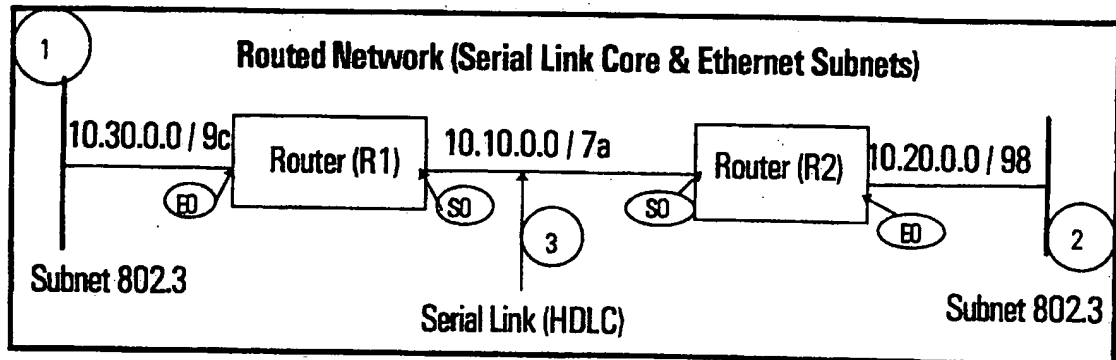 1
Routed Network (Serial Link Core & Ethernet Subnets)
10.30.0.0 / 9c
Router (R1)
10.10.0.0 / 7a
Router (R2)
10.20.0.0 / 98
E0
S0
S0
E0
3
2
Subnet 802.3
Serial Link (HDLC)
Subnet 802.3